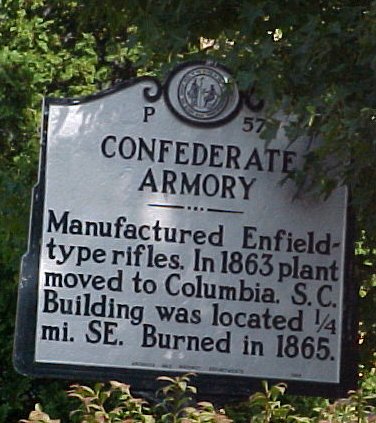 P
57
CONFEDERATE
ARMORY
Manufactured Enfield-
type rifles. In 1863 plant
moved to Columbia, S.C.
Building was located ¼
mi. SE. Burned in 1865.